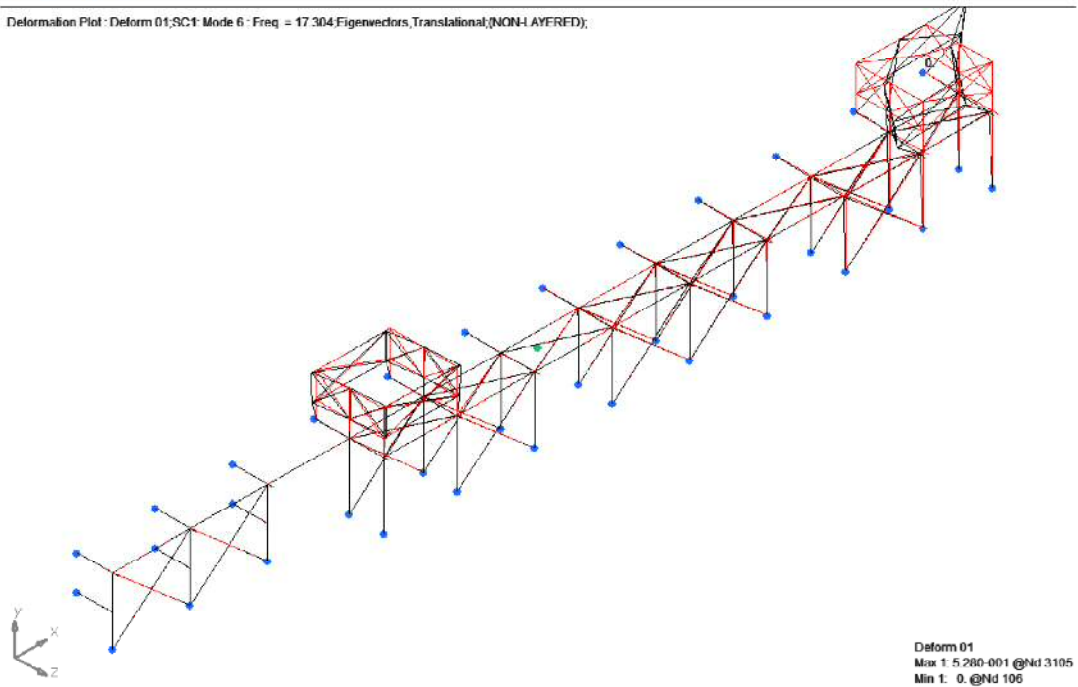 Deformation Plot : Deform 01;SC1: Mode 6 : Freq. = 17.304;Eigenvectors,Translational;(NON-LAYERED);
0.
Y
X
Z
Deform 01
Max 1: 5.280-001 @Nd 3105
Min 1: 0. @Nd 106